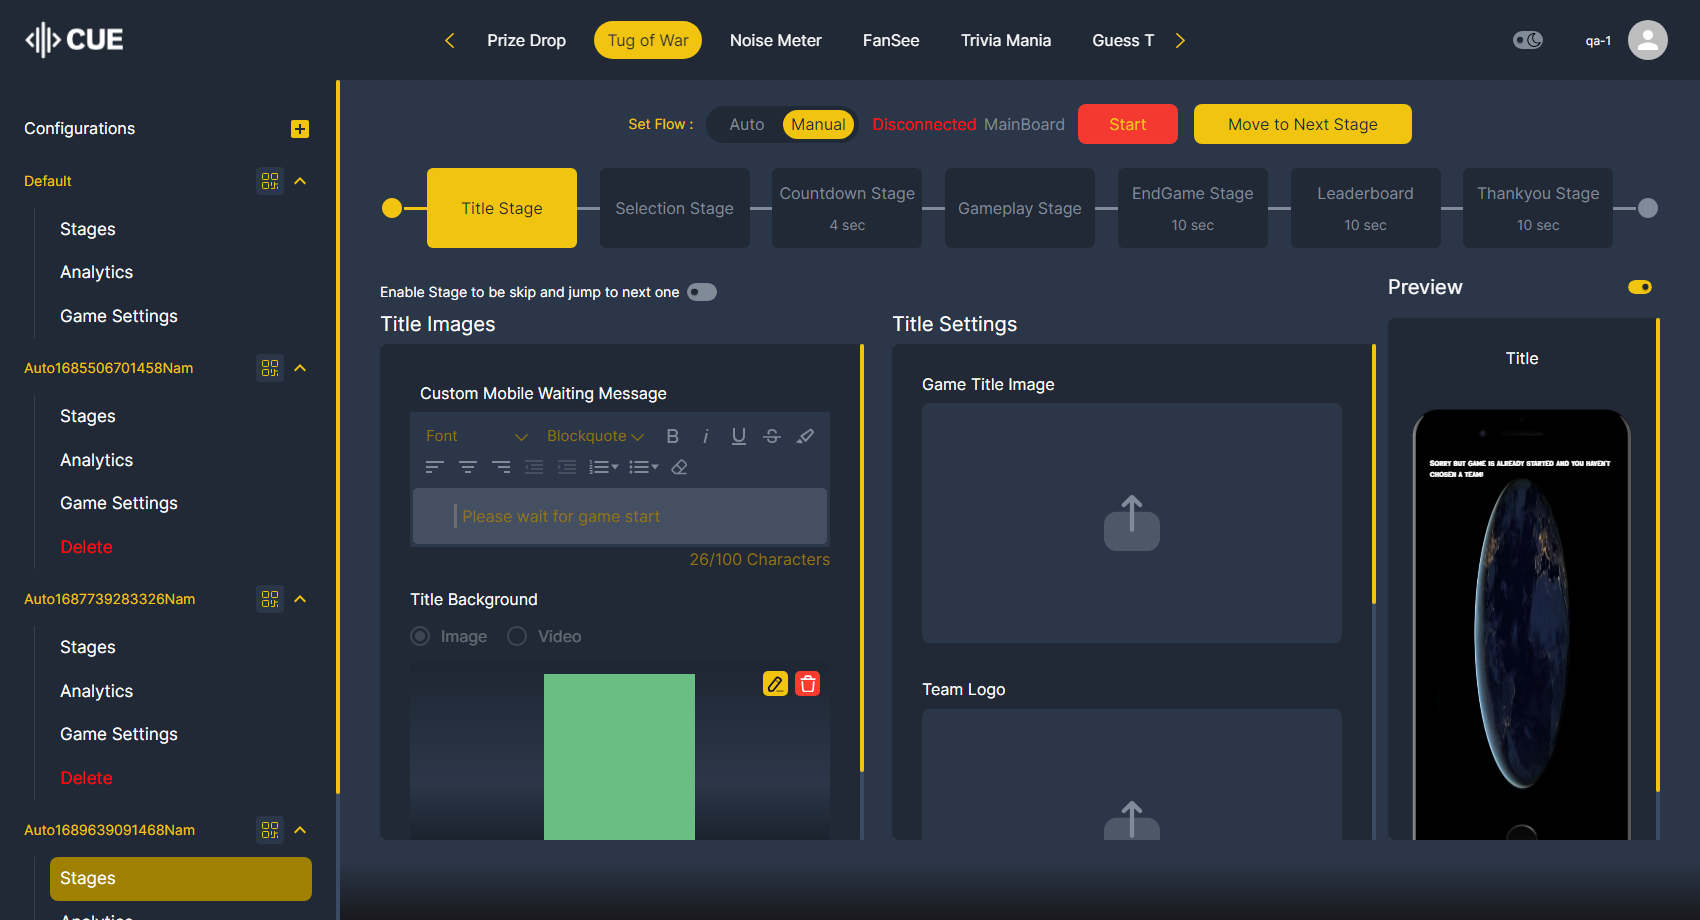 CUE
Prize Drop
Tug of War
Noise Meter
FanSee
Trivia Mania
Guess T
qa-1
Configurations
Default
Stages
Analytics
Game Settings
Auto1685506701458Nam
Stages
Analytics
Game Settings
Delete
Auto1687739283326Nam
Stages
Analytics
Game Settings
Delete
Auto1689639091468Nam
Stages
Analytics
Set Flow :
Auto
Manual
Disconnected MainBoard
Start
Move to Next Stage
Title Stage
Selection Stage
Countdown Stage
4 sec
Gameplay Stage
EndGame Stage
10 sec
Leaderboard
10 sec
Thankyou Stage
10 sec
Enable Stage to be skip and jump to next one
Title Images
Custom Mobile Waiting Message
Font
Blockquote
Please wait for game start
26/100 Characters
Title Background
Image
Video
Title Settings
Game Title Image
Team Logo
Preview
Title
Sorry but game is already started and you haven't
chosen a team!